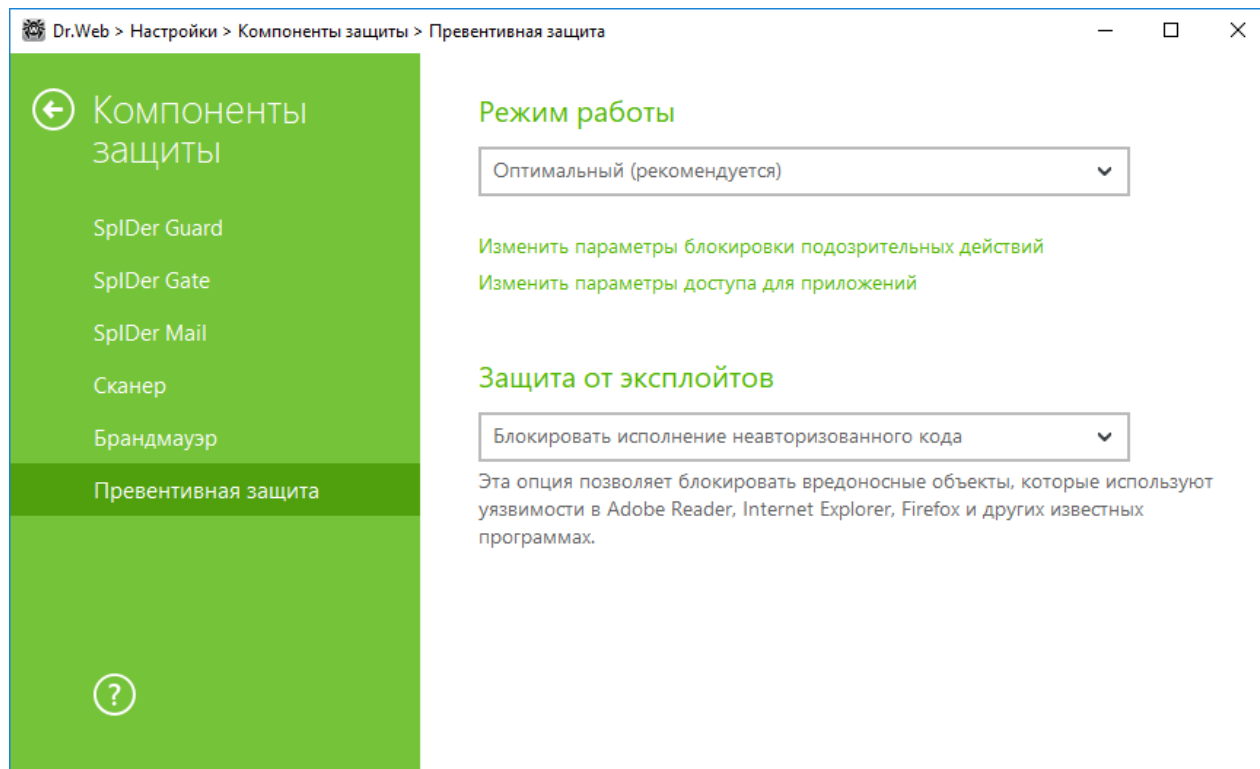 Dr.Web > Настройки > Компоненты защиты > Превентивная защита
Компоненты
защиты
SpIDer Guard
SpIDer Gate
SpIDer Mail
Сканер
Брандмауэр
Превентивная защита
?
Режим работы
Оптимальный (рекомендуется)
Изменить параметры блокировки подозрительных действий
Изменить параметры доступа для приложений
Защита от эксплойтов
Блокировать исполнение неавторизованного кода
Эта опция позволяет блокировать вредоносные объекты, которые используют
уязвимости в Adobe Reader, Internet Explorer, Firefox и других известных
программах.